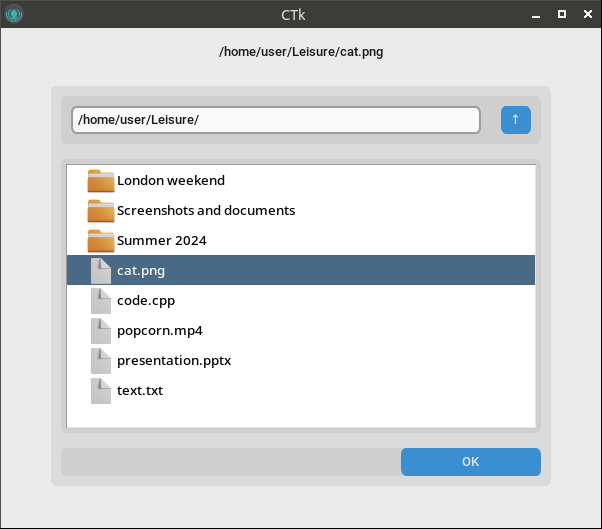 CTk
/home/user/Leisure/cat.png
/home/user/Leisure/
↑
London weekend
Screenshots and documents
Summer 2024
cat.png
code.cpp
popcorn.mp4
presentation.pptx
text.txt
OK